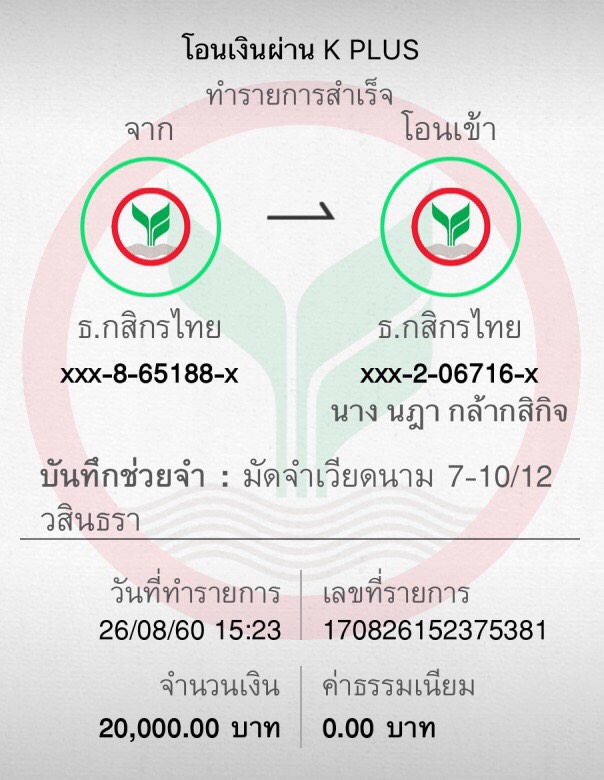 โอนเงินผ่าน K PLUS
ทำรายการสำเร็จ
จาก
โอนเข้า
ธ.กสิกรไทย
ธ.กสิกรไทย
xxx-8-65188-x
xxx-2-06716-x
นาง นฎา กล้ากสิกิจ
บันทึกช่วยจำ : มัดจำเวียดนาม 7-10/12
วสินธรา
วันที่ทำรายการ
เลขที่รายการ
26/08/60 15:23
170826152375381
จำนวนเงิน
ค่าธรรมเนียม
20,000.00 บาท
0.00 บาท